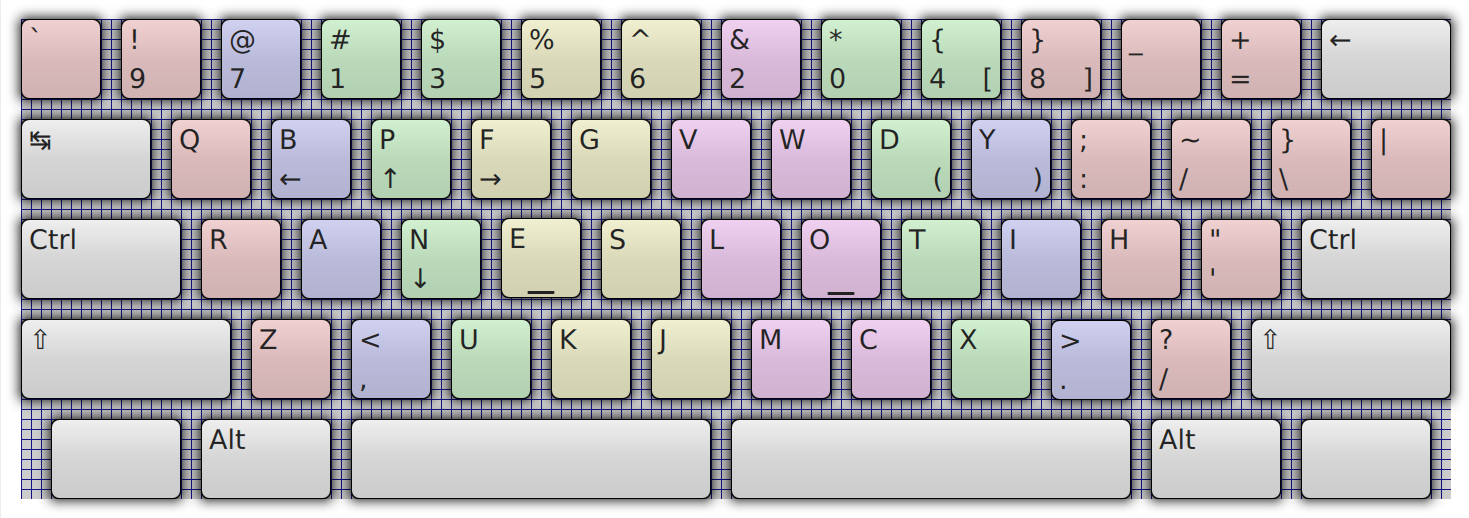 ` ! @ # $ % ^ & * { } _ + ←
9 7 1 3 5 6 2 0 4 [ 8 ] =
↹ Q B P F G V W D Y ; ~ } |
← ↑ → ( ) : / \
Ctrl R A N E S L O T I H " Ctrl
↓ _ _ '
⇧ Z < U K J M C X > ? ⇧
, . /
Alt Alt